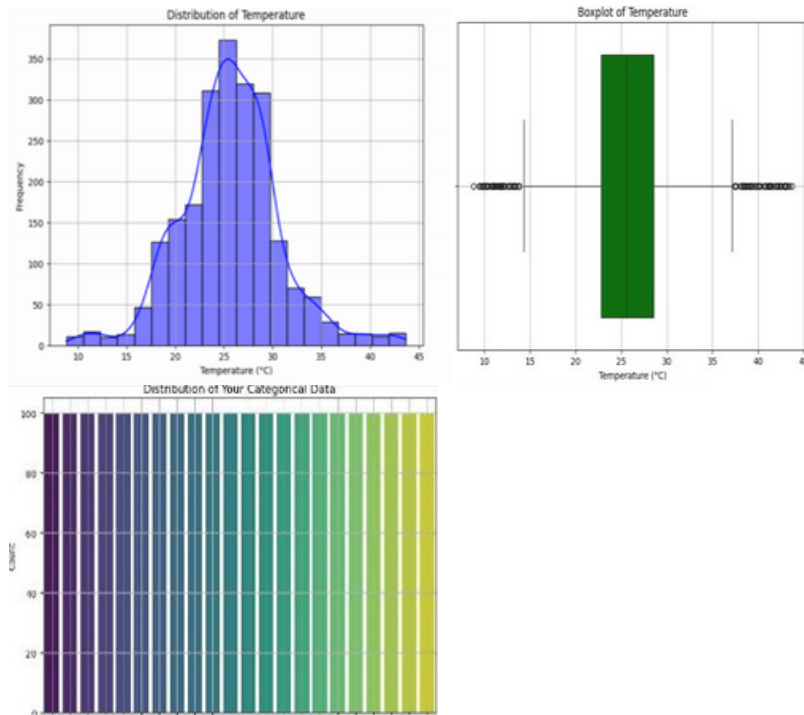 Distribution of Temperature
Frequency
350
300
250
200
150
100
50
0
10 15 20 25 30 35 40 45
Temperature (°C)
Boxplot of Temperature
10 15 20 25 30 35 40
Temperature (°C)
Distribution of Your Categorical Data
Count
100
80
60
40
20
0